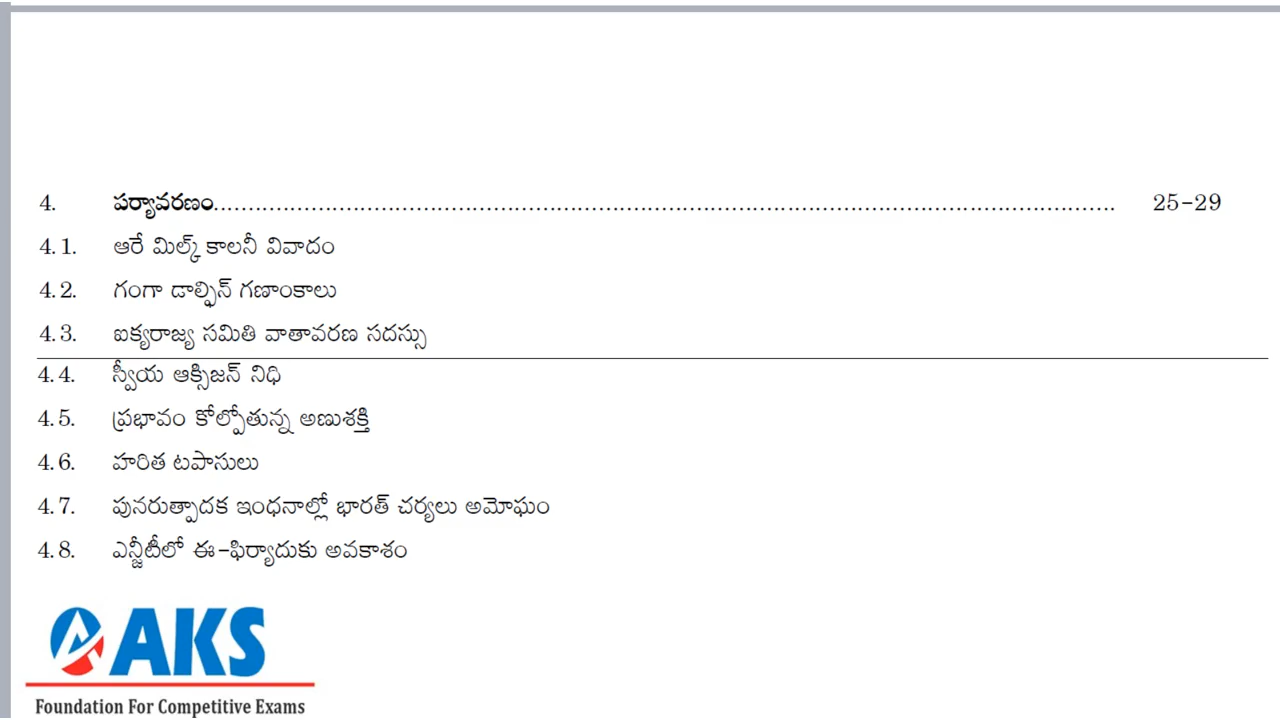 4. పర్యావరణం................................................................................................................................ 25-29
4.1. ఆరే మిల్క్ కాలనీ వివాదం
4.2. గంగా డాల్ఫిన్ గణాంకాలు
4.3. ఐక్యరాజ్య సమితి వాతావరణ సదస్సు
4.4. స్వీయ ఆక్సిజన్ నిధి
4.5. ప్రభావం కోల్పోతున్న అణుశక్తి
4.6. హరిత టపాసులు
4.7. పునరుత్పాదక ఇంధనాల్లో భారత్ చర్యలు అమోఘం
4.8. ఎన్జీటీలో ఈ-ఫిర్యాదుకు అవకాశం
AKS
Foundation For Competitive Exams